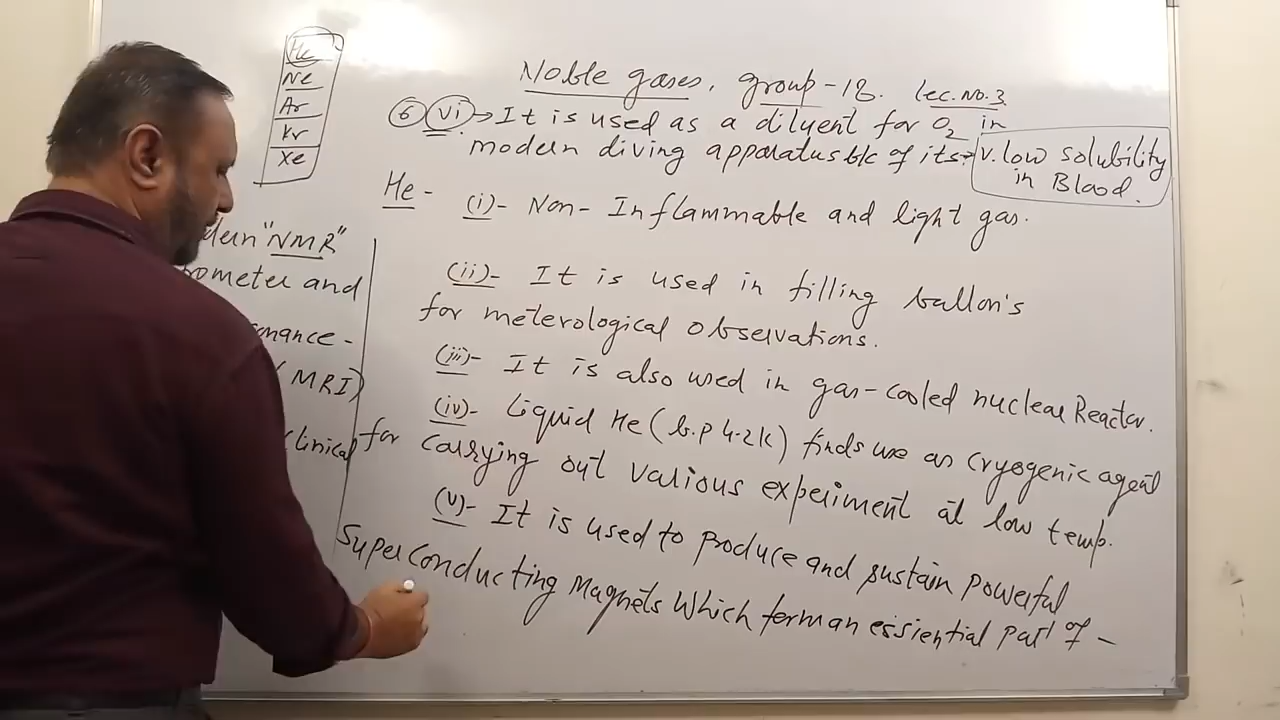 He
Ne
Ar
Kr
Xe
Noble gases, group-18. Lec.No.3
6 (vi)→ It is used as a diluent for O2 in
modern diving apparatus b/c of its→ v. low solubility
in Blood.
He- (i)- Non-Inflammable and light gas.
(ii)- It is used in filling ballon's
for meterological observations.
(iii)- It is also used in gas-cooled nuclear Reactor.
(iv)- Liquid He (b.p 4.2k) finds use as cryogenic agent
for carrying out various experiment at low temp.
(v)- It is used to produce and sustain powerful
Superconducting Magnets which form an essiential part of -
"NMR"
and
(MRI)
clinical